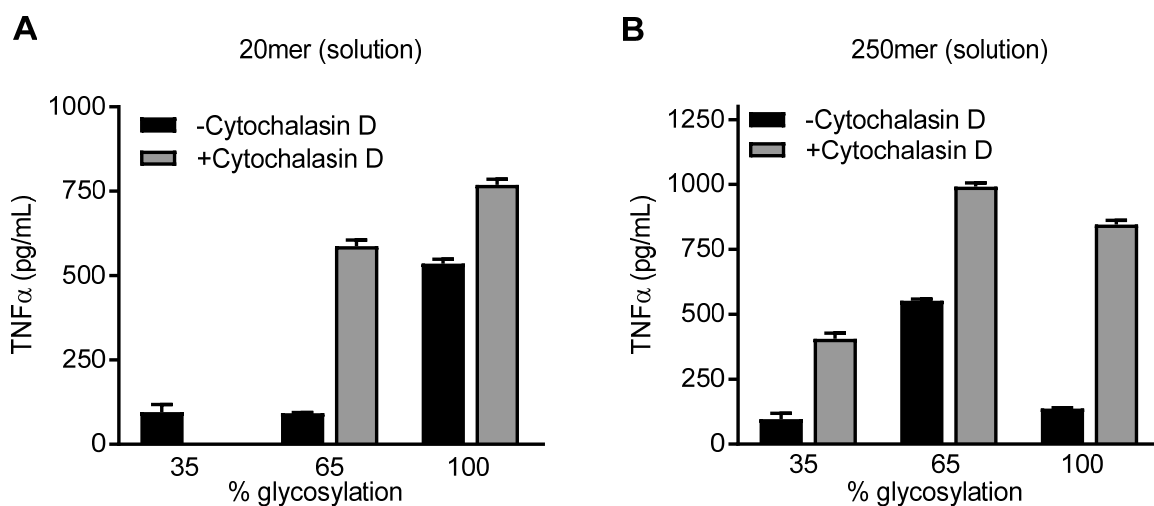 A
20mer (solution)
1000
750
500
250
0
TNFα (pg/mL)
-Cytochalasin D
+Cytochalasin D
35 65 100
% glycosylation
B
250mer (solution)
1250
1000
750
500
250
0
TNFα (pg/mL)
-Cytochalasin D
+Cytochalasin D
35 65 100
% glycosylation